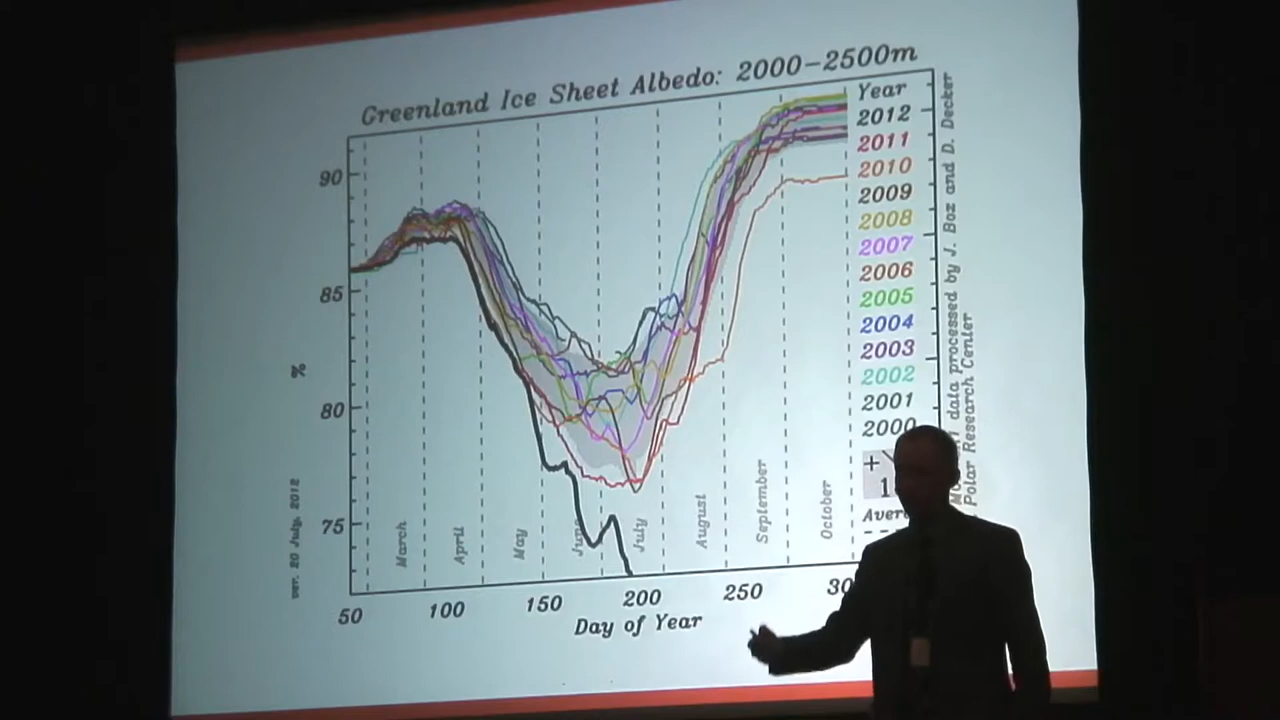 Greenland Ice Sheet Albedo: 2000-2500m
90
85
80
75
%
ver. 20 July, 2012
March
April
May
June
July
August
September
October
50
100
150
200
250
30
Day of Year
Year
2012
2011
2010
2009
2008
2007
2006
2005
2004
2003
2002
2001
2000
+
1
Aver
data processed by J. Box and D. Decker
Polar Research Center